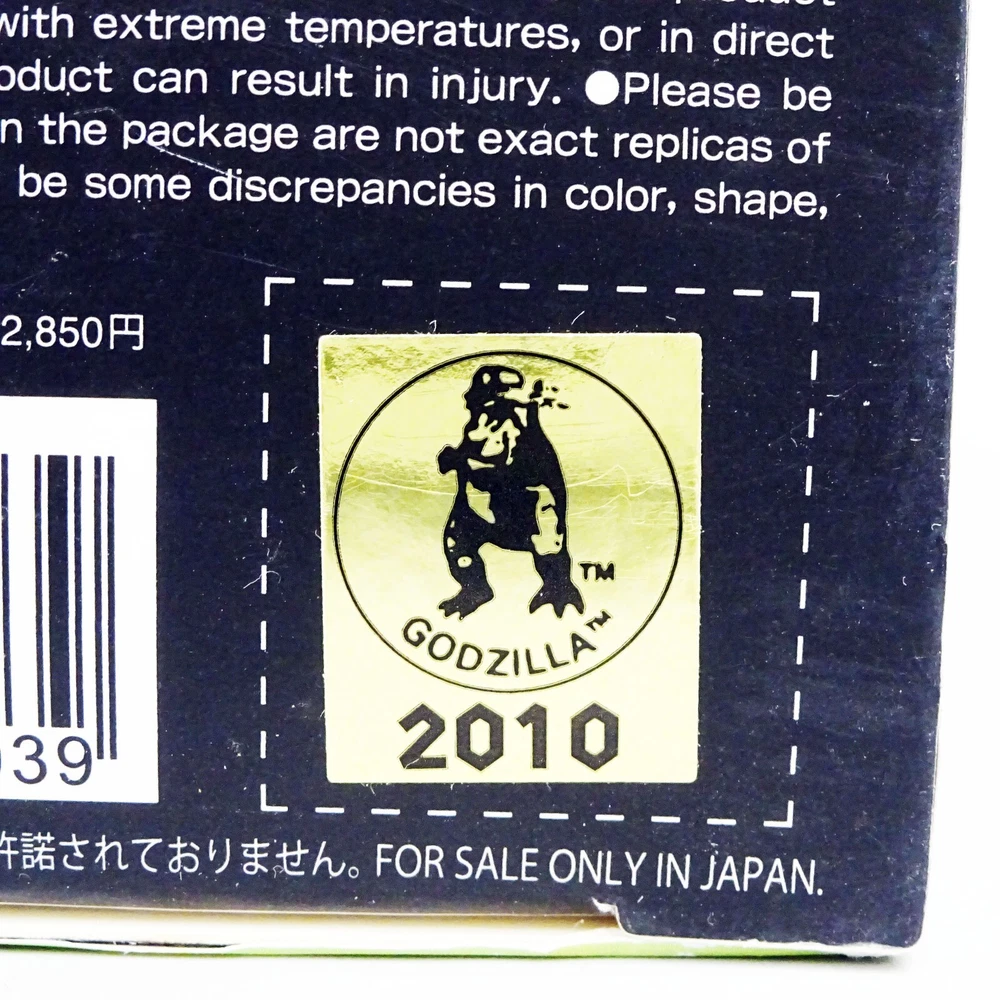 with extreme temperatures, or in direct
can result in injury. ●Please be
the package are not exact replicas of
be some discrepancies in color, shape,
2,850円
TM
GODZILLA™
2010
39
許諾されておりません。FOR SALE ONLY IN JAPAN.